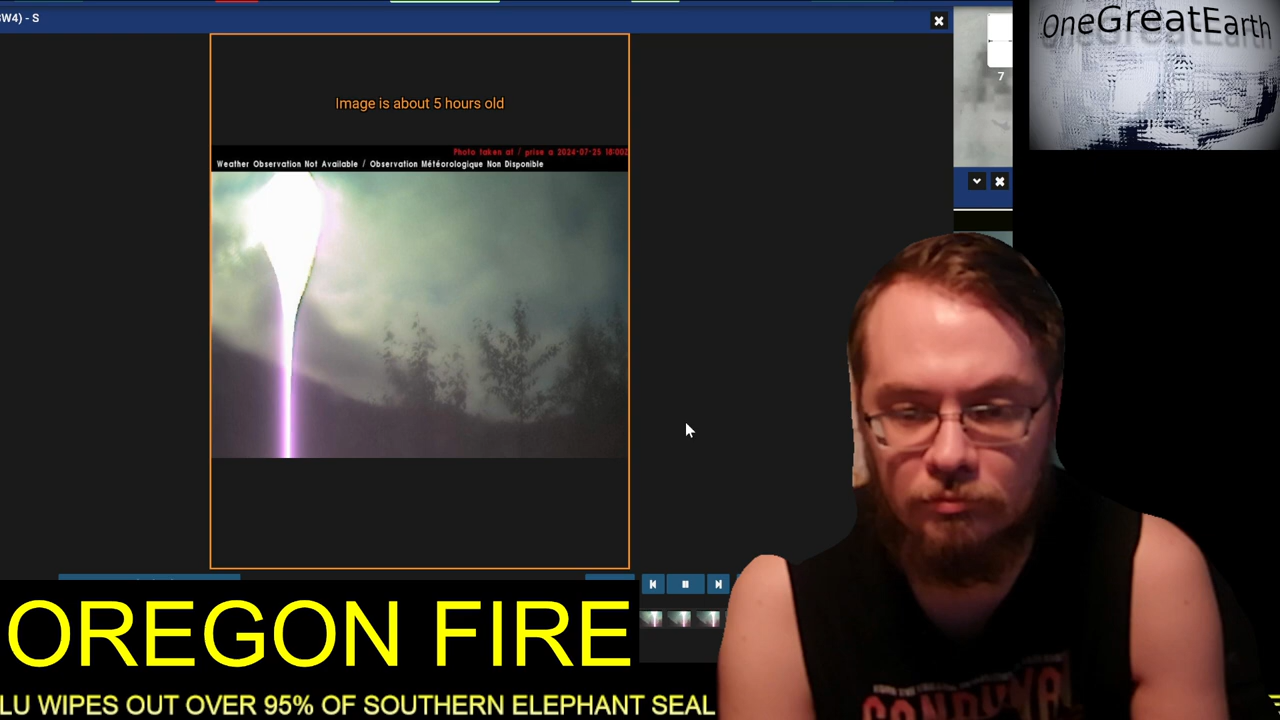 W4) - S
OneGreatEarth
7
Image is about 5 hours old
Photo taken at / prise a 2024-07-25 18:00Z
Weather Observation Not Available / Observation Météorologique Non Disponible
OREGON FIRE
LU WIPES OUT OVER 95% OF SOUTHERN ELEPHANT SEAL